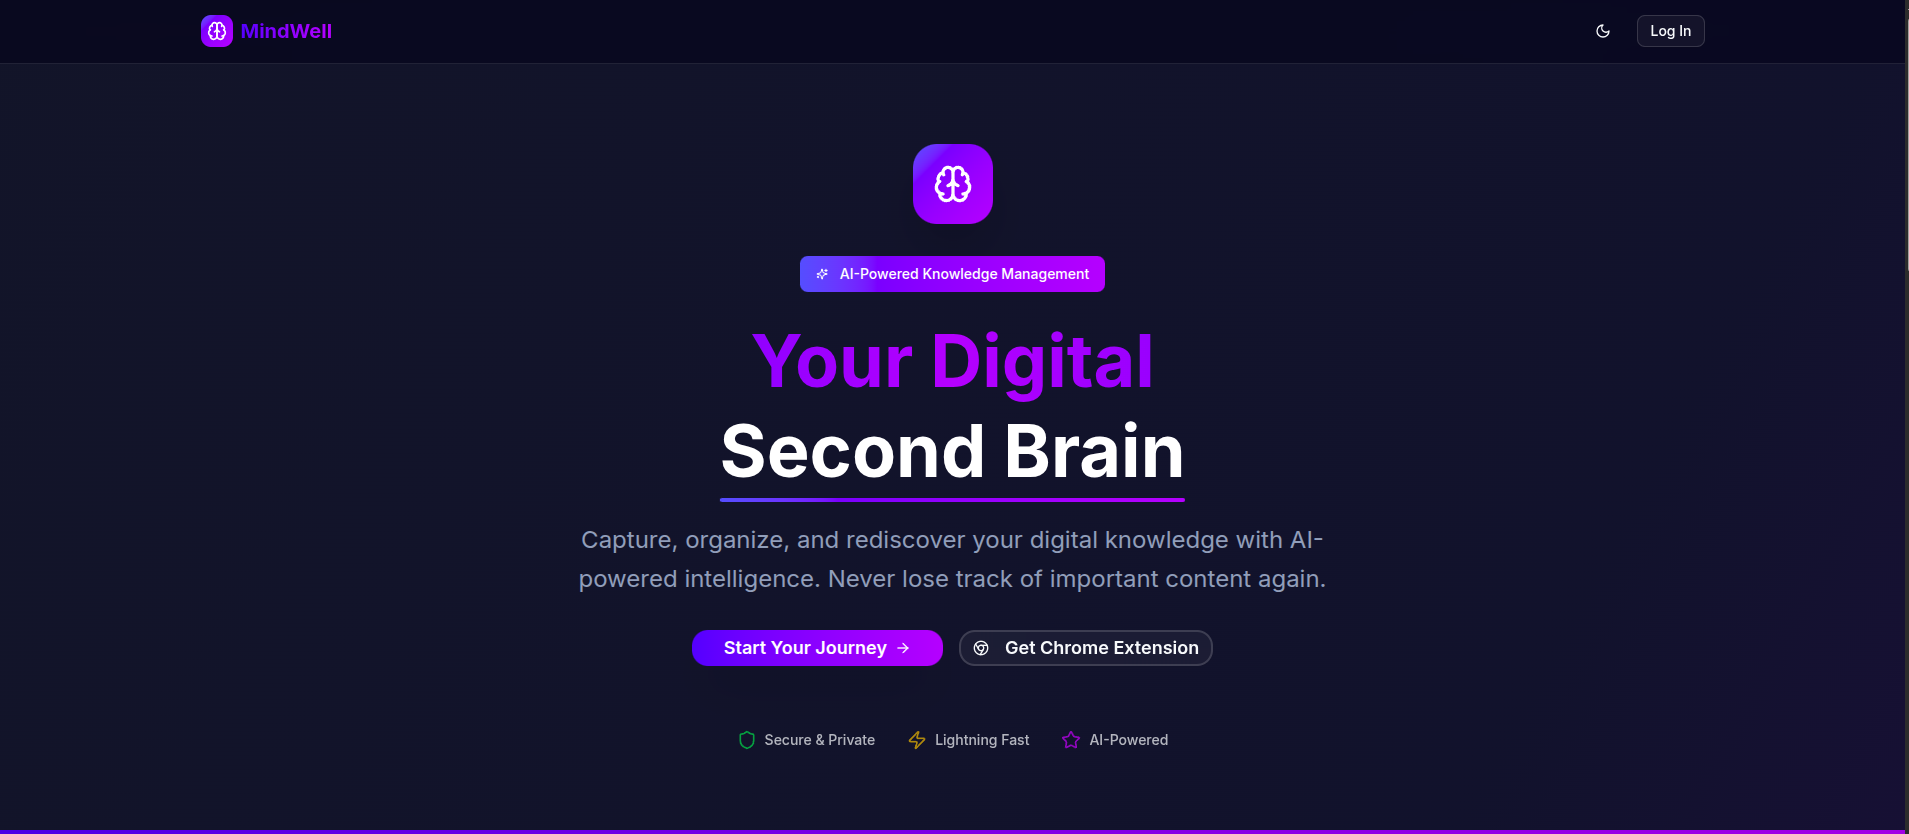 MindWell
Log In
AI-Powered Knowledge Management
Your Digital
Second Brain
Capture, organize, and rediscover your digital knowledge with AI-
powered intelligence. Never lose track of important content again.
Start Your Journey →
Get Chrome Extension
Secure & Private
Lightning Fast
AI-Powered